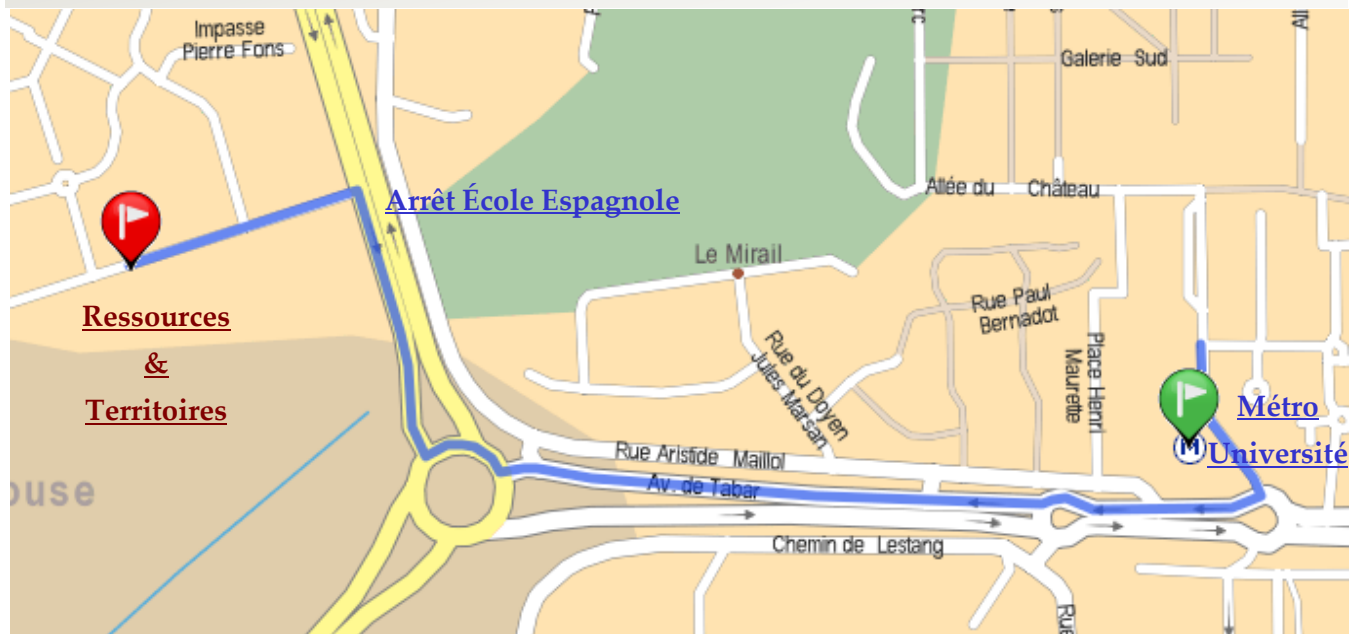 Impasse
Pierre Fons
Galerie Sud
Arrêt École Espagnole
Allée du Château
Le Mirail
Ressources
&
Territoires
Rue Paul
Bernadot
Rue du Doyen
Jules Marsan
Place Henri
Maurette
Métro
M
Université
Rue Aristide Maillol
Av. de Tabar
ouse
Chemin de Lestang
Rue
All